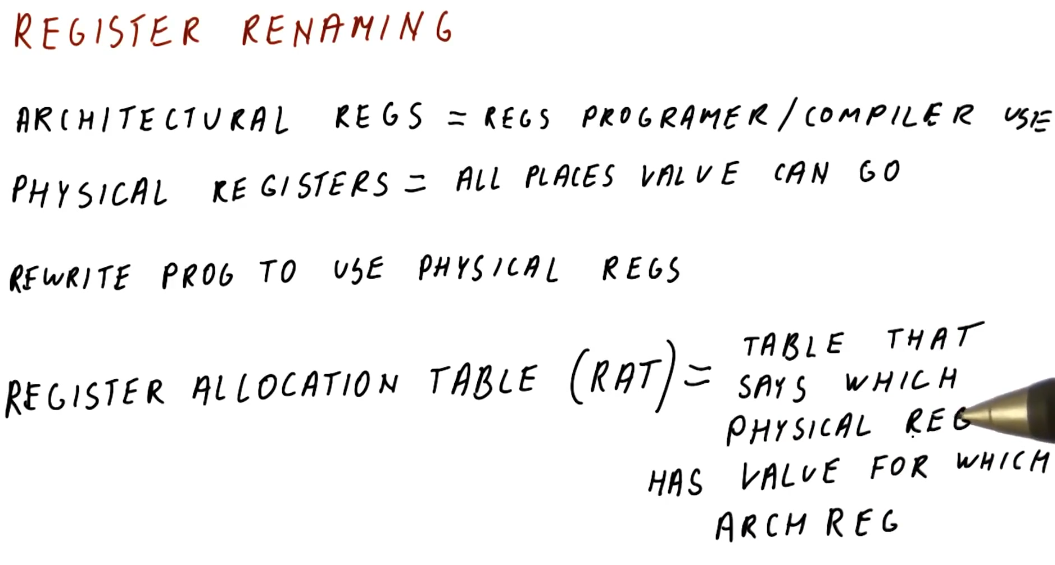 REGISTER RENAMING
ARCHITECTURAL REGS = REGS PROGRAMER/COMPILER USE
PHYSICAL REGISTERS = ALL PLACES VALUE CAN GO
REWRITE PROG TO USE PHYSICAL REGS
REGISTER ALLOCATION TABLE (RAT) = TABLE THAT
SAYS WHICH
PHYSICAL REG
HAS VALUE FOR WHICH
ARCH REG